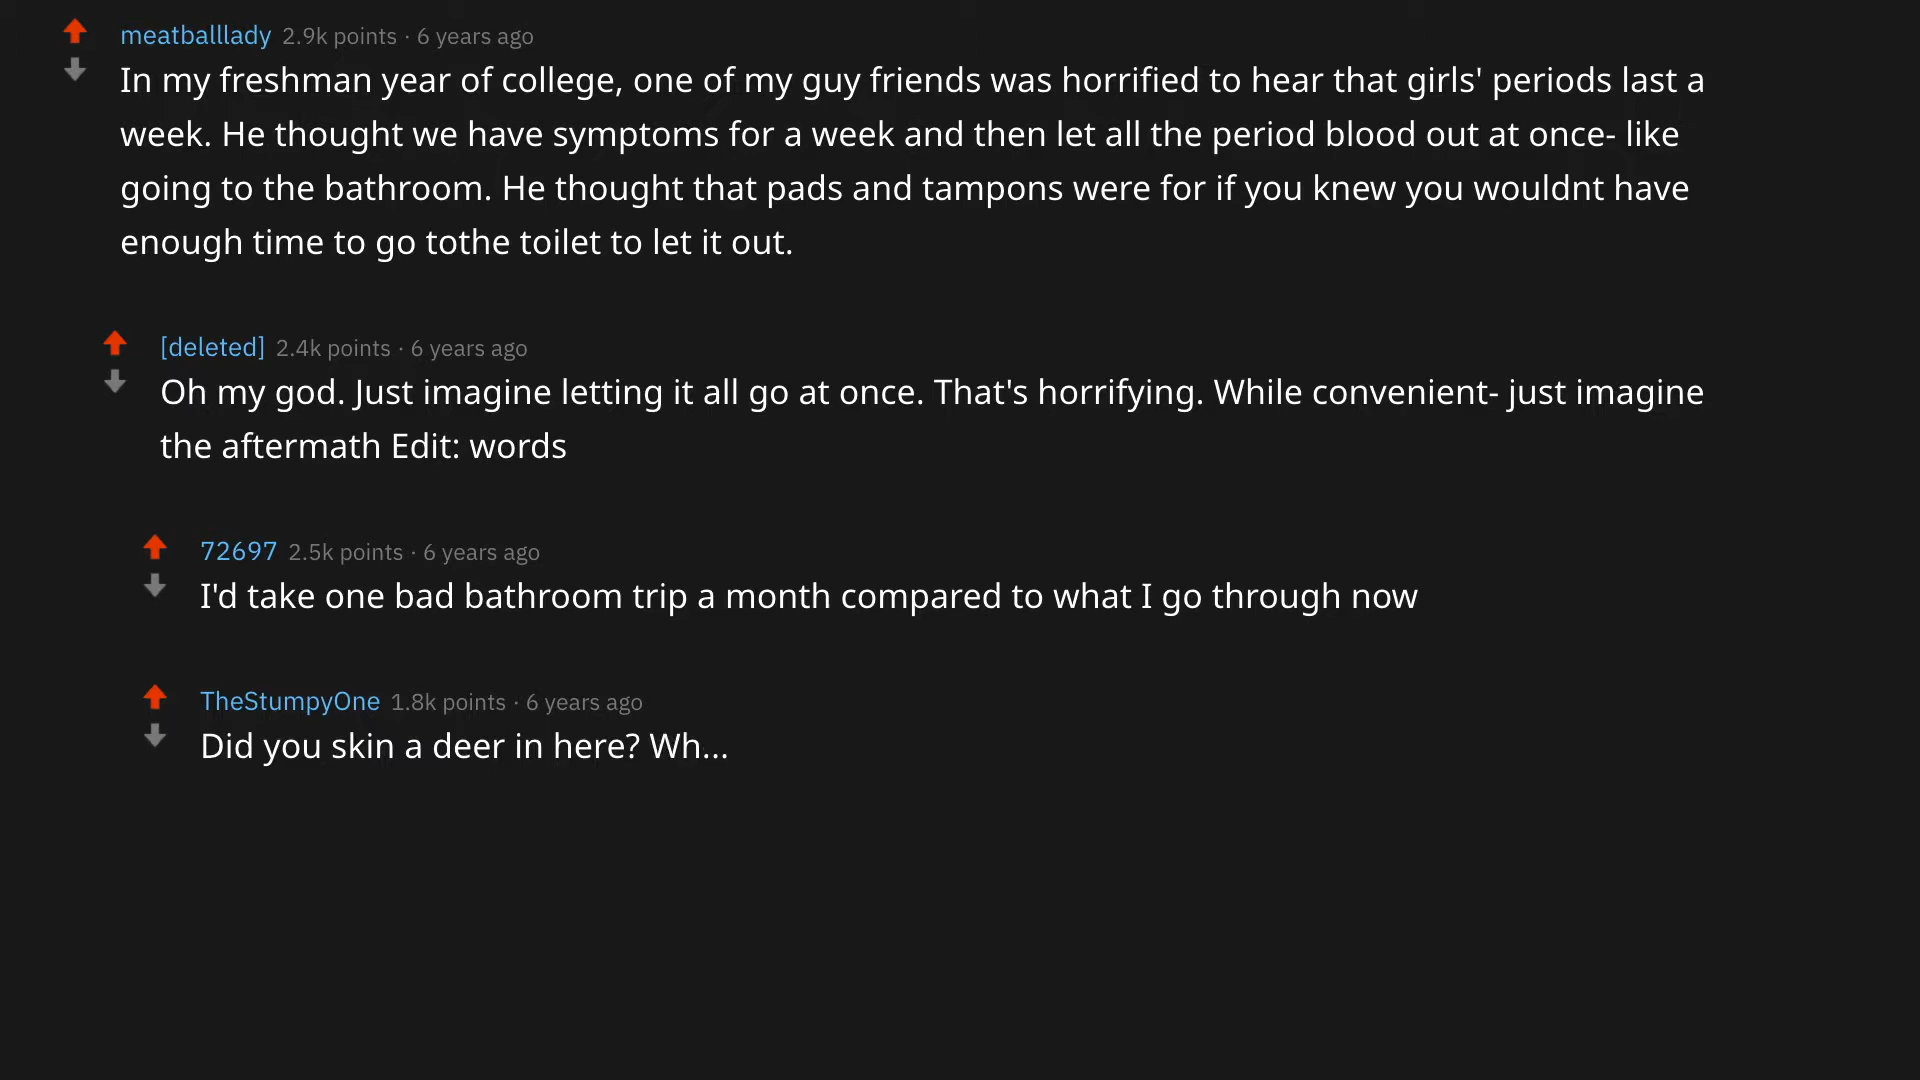 meatballlady 2.9k points · 6 years ago
In my freshman year of college, one of my guy friends was horrified to hear that girls' periods last a
week. He thought we have symptoms for a week and then let all the period blood out at once- like
going to the bathroom. He thought that pads and tampons were for if you knew you wouldnt have
enough time to go tothe toilet to let it out.
[deleted] 2.4k points · 6 years ago
Oh my god. Just imagine letting it all go at once. That's horrifying. While convenient- just imagine
the aftermath Edit: words
72697 2.5k points · 6 years ago
I'd take one bad bathroom trip a month compared to what I go through now
TheStumpyOne 1.8k points · 6 years ago
Did you skin a deer in here? Wh...